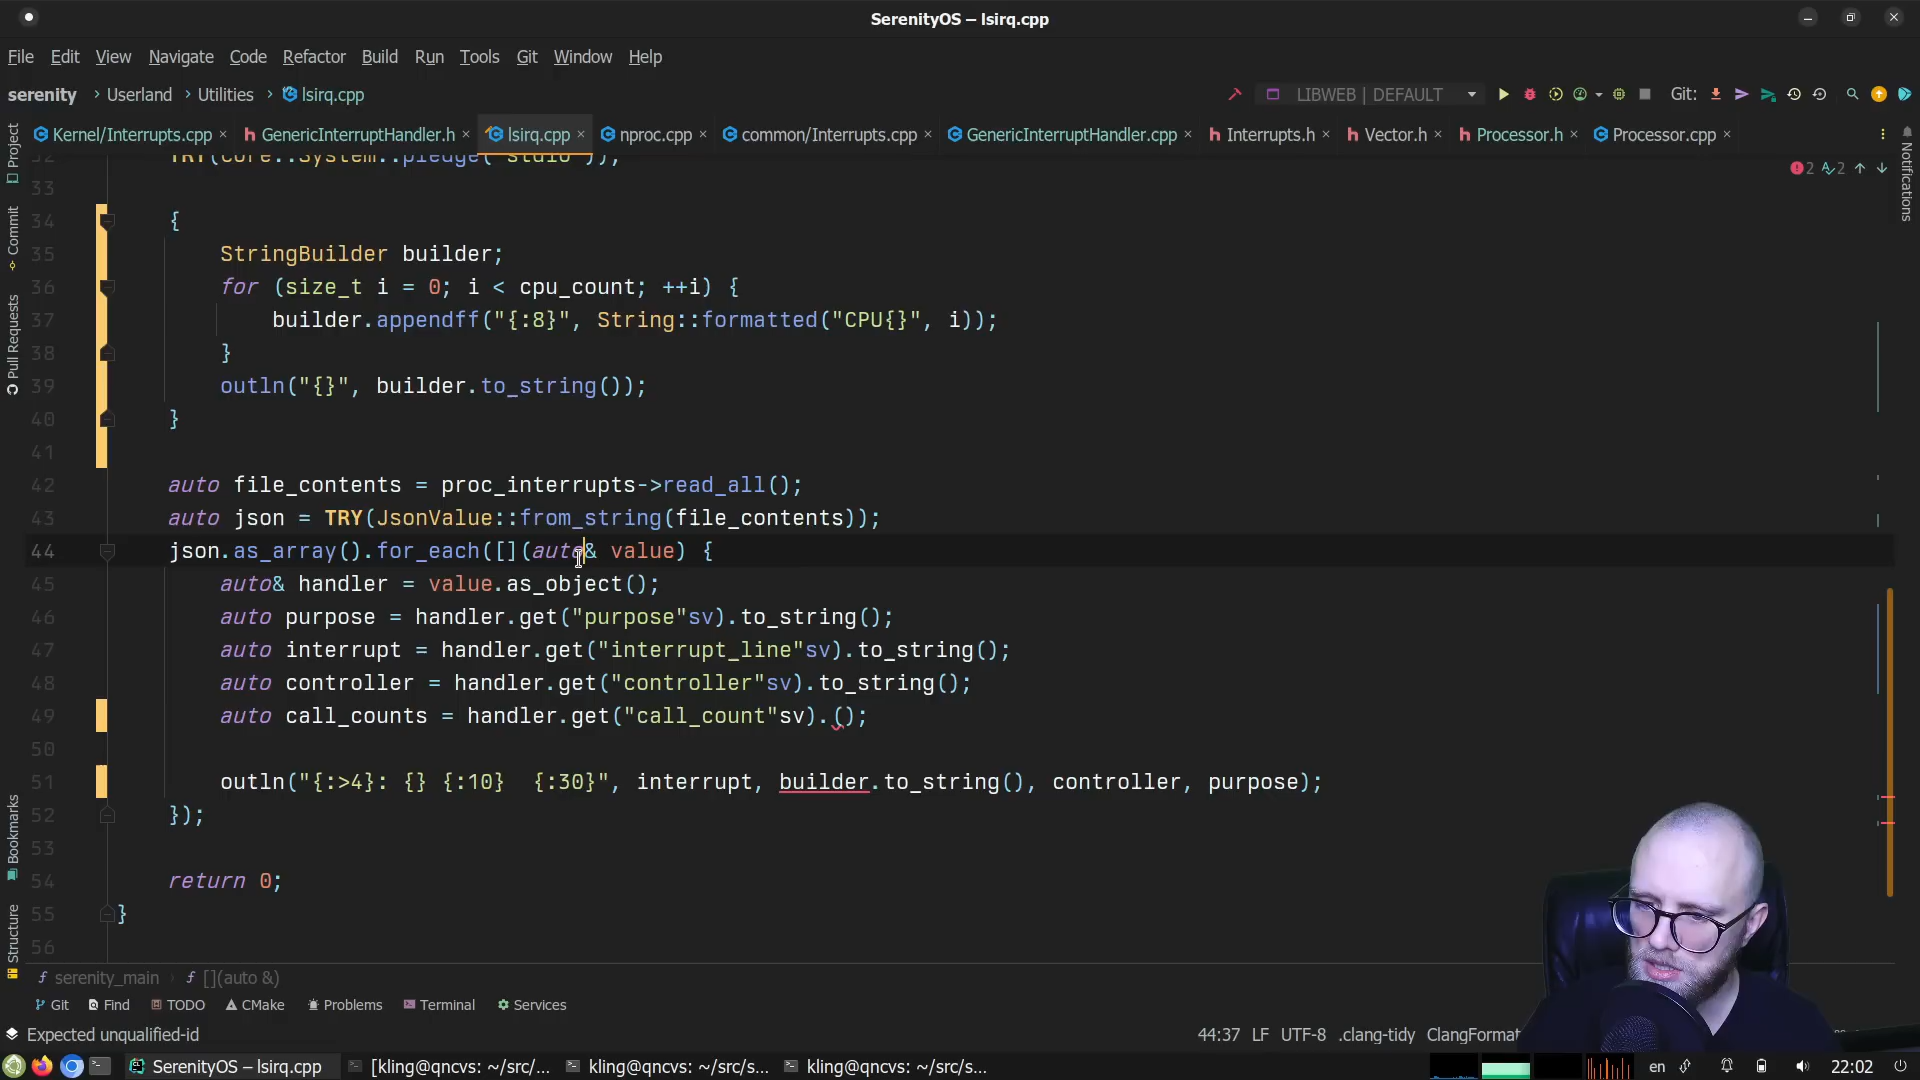 SerenityOS – lsirq.cpp
File Edit View Navigate Code Refactor Build Run Tools Git Window Help
serenity > Userland > Utilities > lsirq.cpp
LIBWEB | DEFAULT
Git:
Kernel/Interrupts.cpp GenericInterruptHandler.h lsirq.cpp nproc.cpp common/Interrupts.cpp GenericInterruptHandler.cpp Interrupts.h Vector.h Processor.h Processor.cpp
32 TRY(Core::System::pledge("stdio"));
33
34 {
35 StringBuilder builder;
36 for (size_t i = 0; i < cpu_count; ++i) {
37 builder.appendff("{:8}", String::formatted("CPU{}", i));
38 }
39 outln("{}", builder.to_string());
40 }
41
42 auto file_contents = proc_interrupts->read_all();
43 auto json = TRY(JsonValue::from_string(file_contents));
44 json.as_array().for_each([](auto& value) {
45 auto& handler = value.as_object();
46 auto purpose = handler.get("purpose"sv).to_string();
47 auto interrupt = handler.get("interrupt_line"sv).to_string();
48 auto controller = handler.get("controller"sv).to_string();
49 auto call_counts = handler.get("call_count"sv).();
50
51 outln("{:>4}: {} {:10}  {:30}", interrupt, builder.to_string(), controller, purpose);
52 });
53
54 return 0;
55 }
56
2 2
Project
Commit
Pull Requests
Bookmarks
Structure
Notifications
serenity_main > [](auto &)
Git Find TODO CMake Problems Terminal Services
Expected unqualified-id
44:37 LF UTF-8 .clang-tidy
SerenityOS – lsirq.cpp [kling@qncvs: ~/src/... kling@qncvs: ~/src/s... kling@qncvs: ~/src/s...
en 22:02